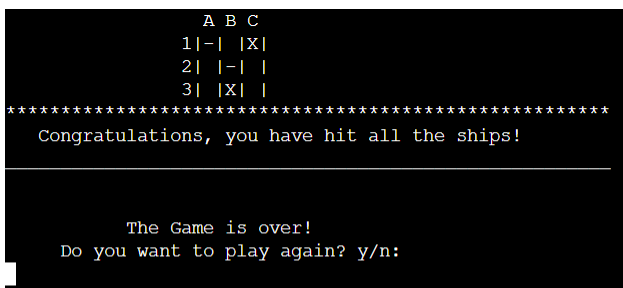 A B C
1|-| |X|
2| |-| |
3| |X| |
*******************************************************
Congratulations, you have hit all the ships!
The Game is over!
Do you want to play again? y/n: